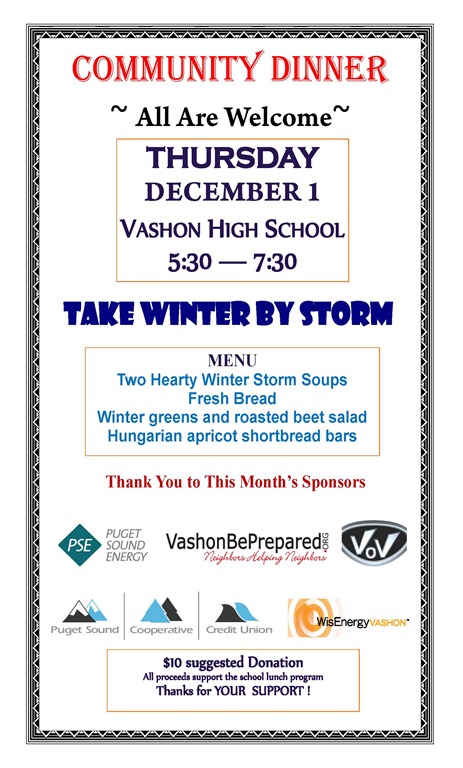 COMMUNITY DINNER
~ All Are Welcome~
THURSDAY
DECEMBER 1
VASHON HIGH SCHOOL
5:30 — 7:30
TAKE WINTER BY STORM
MENU
Two Hearty Winter Storm Soups
Fresh Bread
Winter greens and roasted beet salad
Hungarian apricot shortbread bars
Thank You to This Month's Sponsors
PSE PUGET SOUND ENERGY
VashonBePrepared.ORG
Neighbors Helping Neighbors
VoV
Puget Sound Cooperative Credit Union
WisEnergyVASHON™
$10 suggested Donation
All proceeds support the school lunch program
Thanks for YOUR SUPPORT !